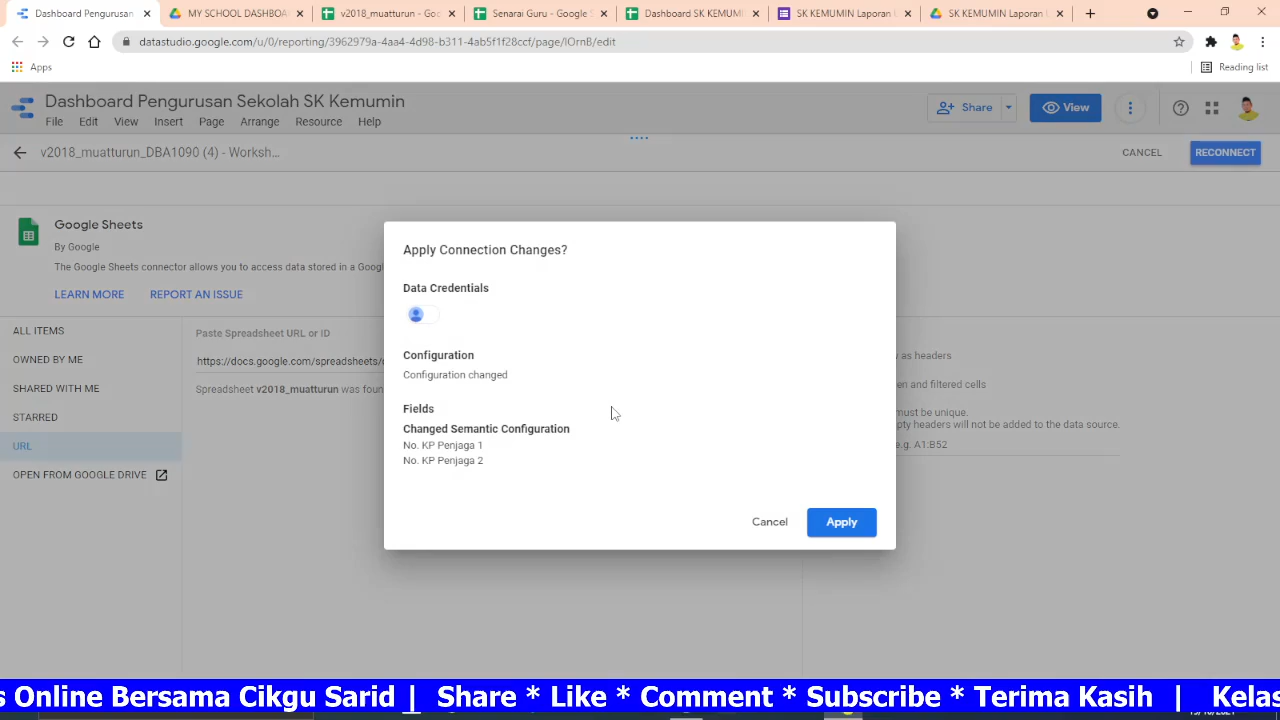 Dashboard Pengurusan
MY SCHOOL DASHBOA
v2018_muatturun - Goo
Senarai Guru - Google S
Dashboard SK KEMUMIN
SK KEMUMIN Laporan
SK KEMUMIN Laporan
datastudio.google.com/u/0/reporting/3962979a-4aa4-4d98-b311-4ab5f1f28ccf/page/lOrnB/edit
Apps
Reading list
Dashboard Pengurusan Sekolah SK Kemumin
File Edit View Insert Page Arrange Resource Help
Share
View
v2018_muatturun_DBA1090 (4) - Worksh...
CANCEL
RECONNECT
Google Sheets
By Google
The Google Sheets connector allows you to access data stored in a Goog
LEARN MORE REPORT AN ISSUE
ALL ITEMS
OWNED BY ME
SHARED WITH ME
STARRED
URL
OPEN FROM GOOGLE DRIVE
Paste Spreadsheet URL or ID
https://docs.google.com/spreadsheets/
Spreadsheet v2018_muatturun was foun
Apply Connection Changes?
Data Credentials
Configuration
Configuration changed
Fields
Changed Semantic Configuration
No. KP Penjaga 1
No. KP Penjaga 2
Cancel
Apply
as headers
en and filtered cells
must be unique.
pty headers will not be added to the data source.
e.g. A1:B52
s Online Bersama Cikgu Sarid | Share * Like * Comment * Subscribe * Terima Kasih | Kelas